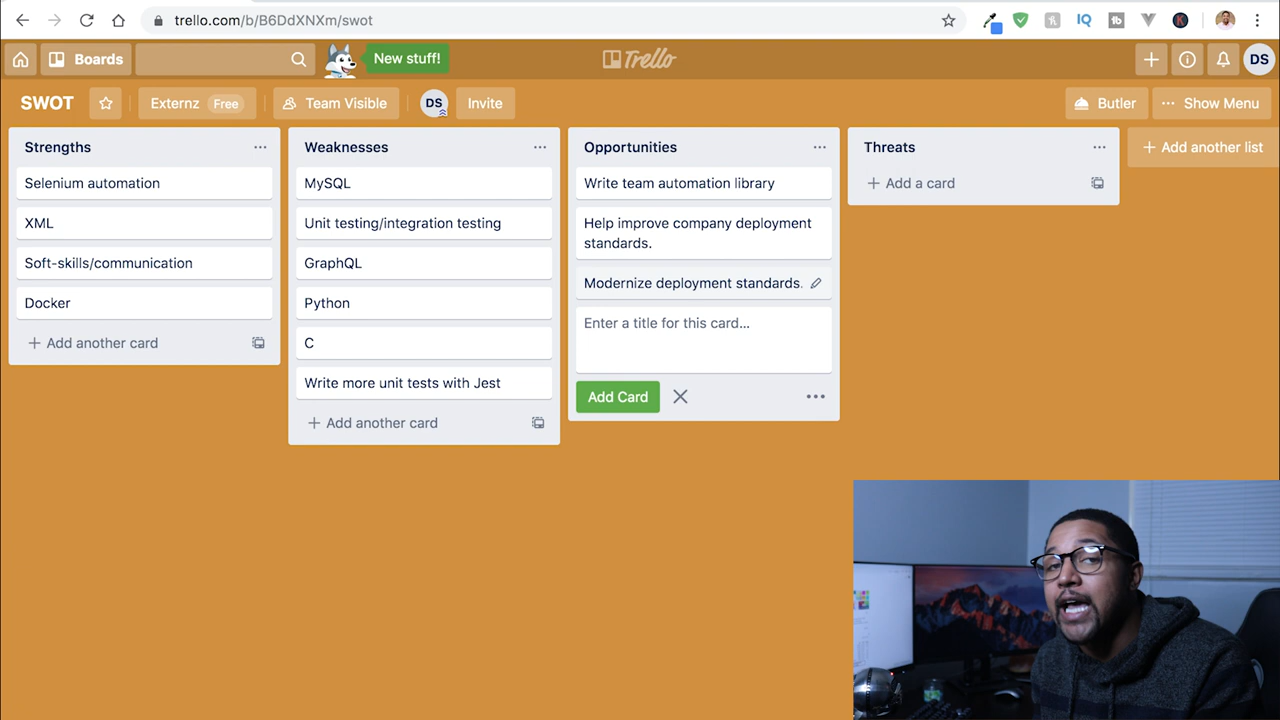 trello.com/b/B6DdXNXm/swot
Boards
New stuff!
Trello
DS
SWOT
Externz Free
Team Visible
DS
Invite
Butler
Show Menu
Strengths
Selenium automation
XML
Soft-skills/communication
Docker
+ Add another card
Weaknesses
MySQL
Unit testing/integration testing
GraphQL
Python
C
Write more unit tests with Jest
+ Add another card
Opportunities
Write team automation library
Help improve company deployment
standards.
Modernize deployment standards.
Enter a title for this card...
Add Card
Threats
+ Add a card
+ Add another list